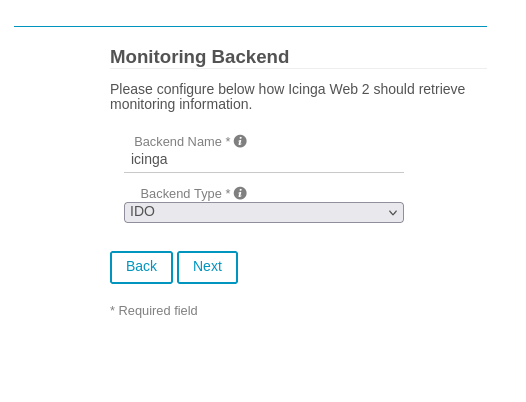 Monitoring Backend
Please configure below how Icinga Web 2 should retrieve
monitoring information.
Backend Name *
icinga
Backend Type *
IDO
Back Next
* Required field